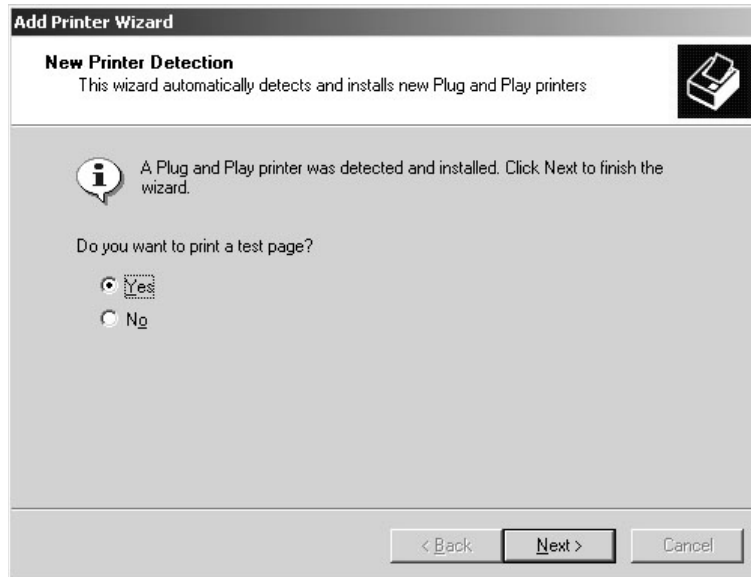 Add Printer Wizard
New Printer Detection
This wizard automatically detects and installs new Plug and Play printers
A Plug and Play printer was detected and installed. Click Next to finish the
wizard.
Do you want to print a test page?
Yes
No
< Back
Next >
Cancel